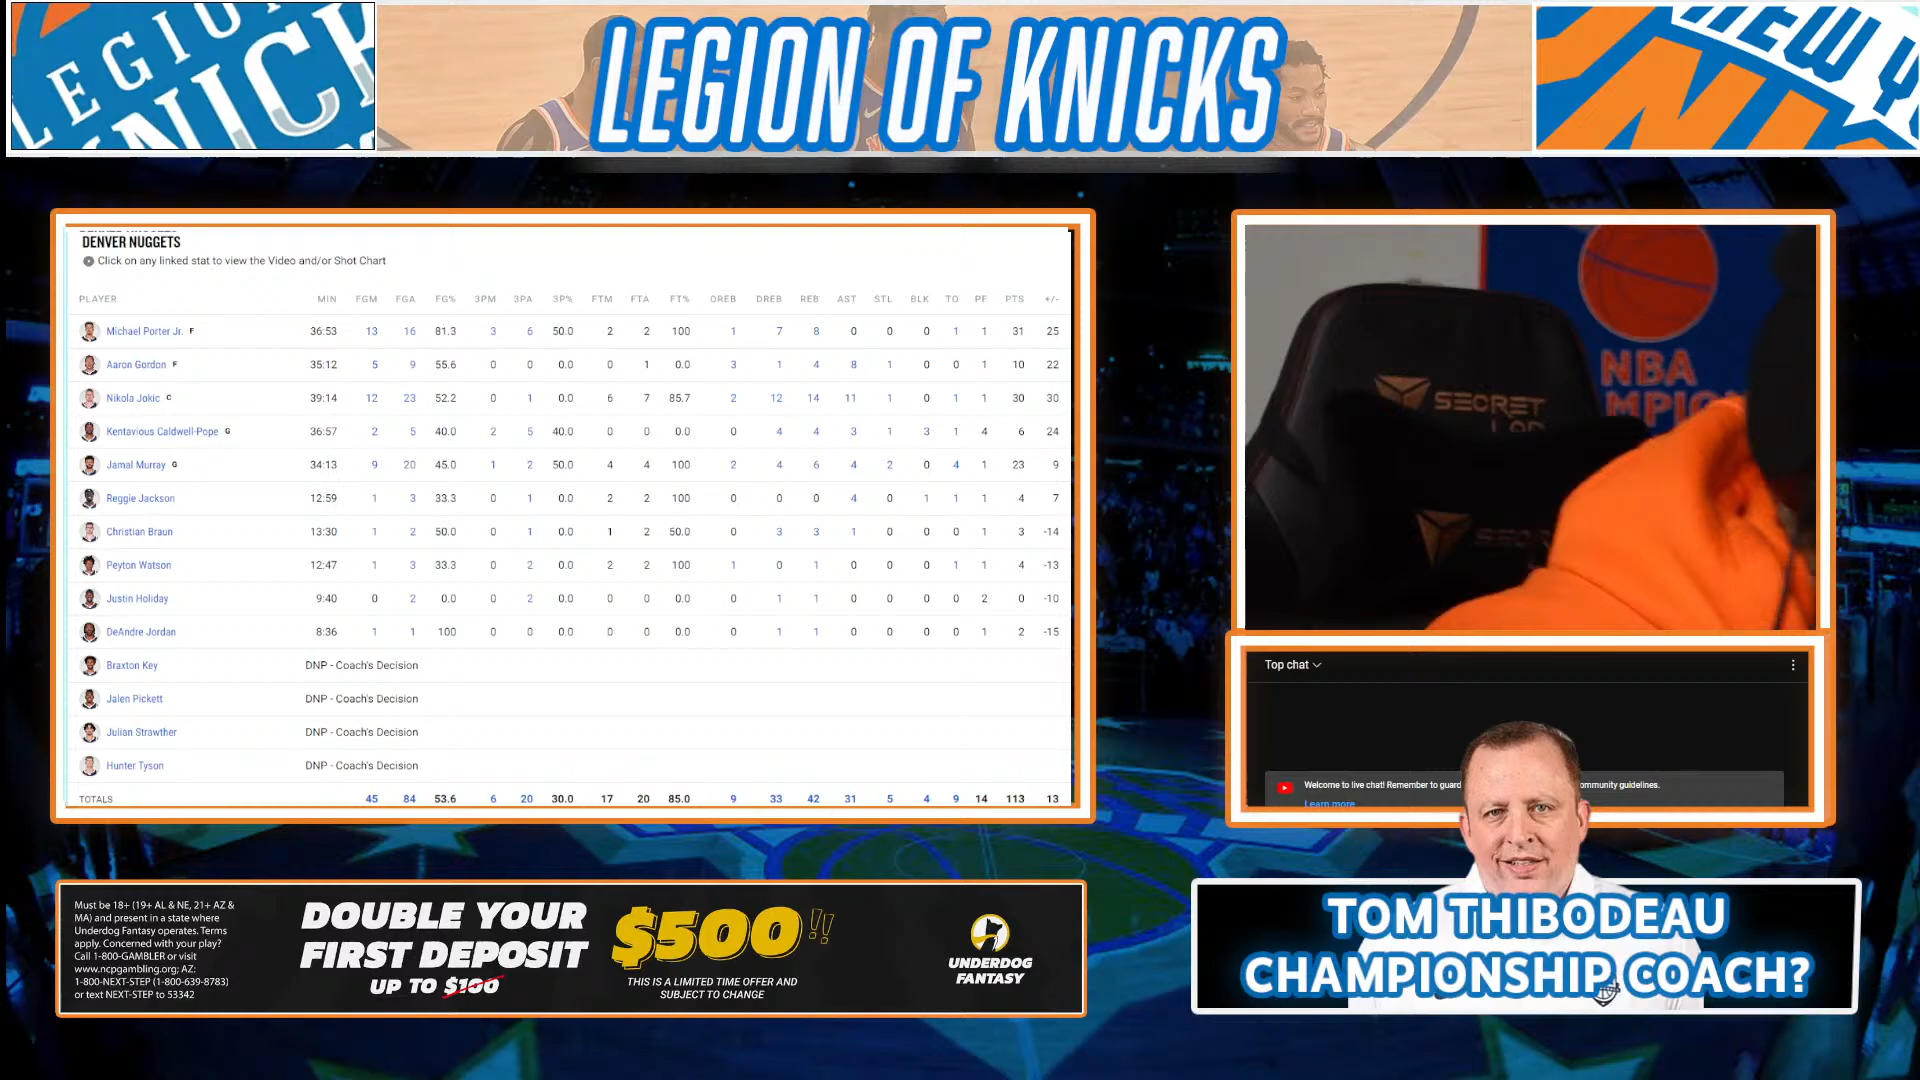 LEGION OF KNICKS
NEW Y
DENVER NUGGETS
Click on any linked stat to view the Video and/or Shot Chart
PLAYER MIN FGM FGA FG% 3PM 3PA 3P% FTM FTA FT% OREB DREB REB AST STL BLK TO PF PTS +/-
Michael Porter Jr. F 36:53 13 16 81.3 3 6 50.0 2 2 100 1 7 8 0 0 0 1 1 31 25
Aaron Gordon F 35:12 5 9 55.6 0 0 0.0 0 1 0.0 3 1 4 8 1 0 0 1 10 22
Nikola Jokic C 39:14 12 23 52.2 0 1 0.0 6 7 85.7 2 12 14 11 1 0 1 1 30 30
Kentavious Caldwell-Pope G 36:57 2 5 40.0 2 5 40.0 0 0 0.0 0 4 4 3 1 3 1 4 6 24
Jamal Murray G 34:13 9 20 45.0 1 2 50.0 4 4 100 2 4 6 4 2 0 4 1 23 9
Reggie Jackson 12:59 1 3 33.3 0 1 0.0 2 2 100 0 0 0 4 0 1 1 1 4 7
Christian Braun 13:30 1 2 50.0 0 1 0.0 1 2 50.0 0 3 3 1 0 0 0 1 3 -14
Peyton Watson 12:47 1 3 33.3 0 2 0.0 2 2 100 1 0 1 0 0 0 1 1 4 -13
Justin Holiday 9:40 0 2 0.0 0 2 0.0 0 0 0.0 0 1 1 0 0 0 0 2 0 -10
DeAndre Jordan 8:36 1 1 100 0 0 0.0 0 0 0.0 0 1 1 0 0 0 0 1 2 -15
Braxton Key DNP - Coach's Decision
Jalen Pickett DNP - Coach's Decision
Julian Strawther DNP - Coach's Decision
Hunter Tyson DNP - Coach's Decision
TOTALS 45 84 53.6 6 20 30.0 17 20 85.0 9 33 42 31 5 4 9 14 113 13
NBA
SECRET
Top chat
Welcome to live chat! Remember to guard ommunity guidelines.
Learn more
Must be 18+ (19+ AL & NE, 21+ AZ &
MA) and present in a state where
Underdog Fantasy operates. Terms
apply. Concerned with your play?
Call 1-800-GAMBLER or visit
www.ncpgambling.org; AZ:
1-800-NEXT-STEP (1-800-639-8783)
or text NEXT-STEP to 53342
DOUBLE YOUR
FIRST DEPOSIT
UP TO $100
$500!!
THIS IS A LIMITED TIME OFFER AND
SUBJECT TO CHANGE
UNDERDOG
FANTASY
TOM THIBODEAU
CHAMPIONSHIP COACH?